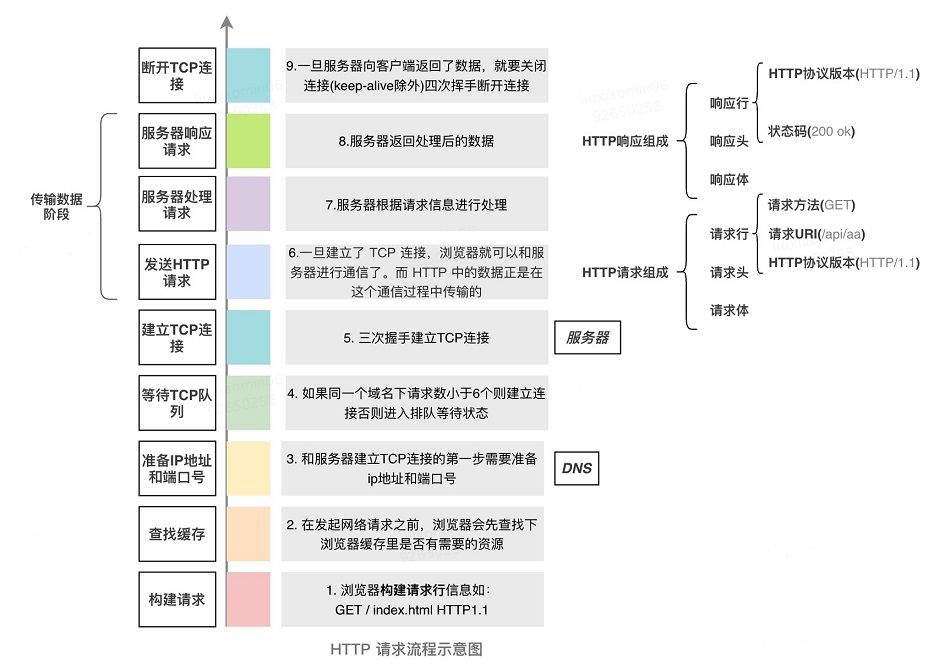 断开TCP连
接
9.一旦服务器向客户端返回了数据，就要关闭
连接(keep-alive除外)四次挥手断开连接
服务器响应
请求
8.服务器返回处理后的数据
传输数据
阶段
服务器处理
请求
7.服务器根据请求信息进行处理
发送HTTP
请求
6.一旦建立了 TCP 连接，浏览器就可以和服
务器进行通信了。而 HTTP 中的数据正是在
这个通信过程中传输的
建立TCP连
接
5. 三次握手建立TCP连接
服务器
等待TCP队
列
4. 如果同一个域名下请求数小于6个则建立连
接否则进入排队等待状态
准备IP地址
和端口号
3. 和服务器建立TCP连接的第一步需要准备
ip地址和端口号
DNS
查找缓存
2. 在发起网络请求之前，浏览器会先查找下
浏览器缓存里是否有需要的资源
构建请求
1. 浏览器构建请求行信息如：
GET / index.html HTTP1.1
HTTP响应组成
响应行
HTTP协议版本(HTTP/1.1)
状态码(200 ok)
响应头
响应体
HTTP请求组成
请求行
请求方法(GET)
请求URI(/api/aa)
HTTP协议版本(HTTP/1.1)
请求头
请求体
HTTP 请求流程示意图